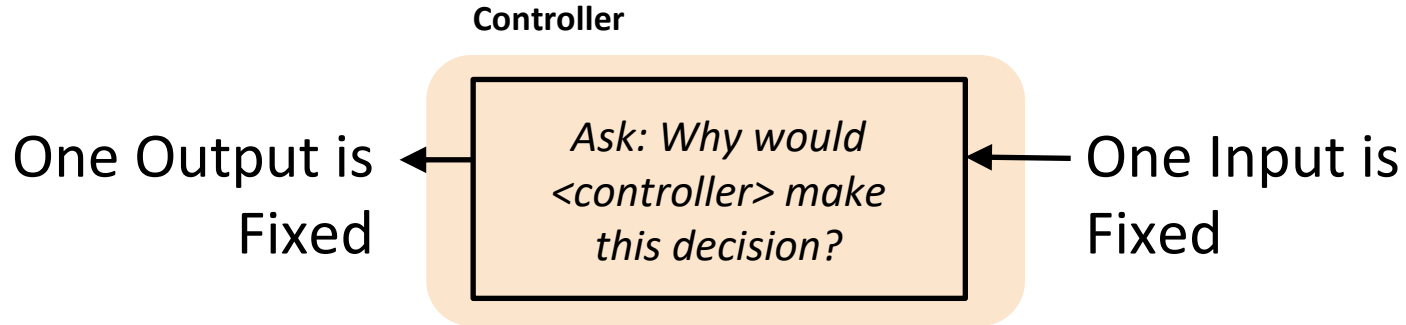 Controller
One Output is
Fixed
Ask: Why would
<controller> make
this decision?
One Input is
Fixed